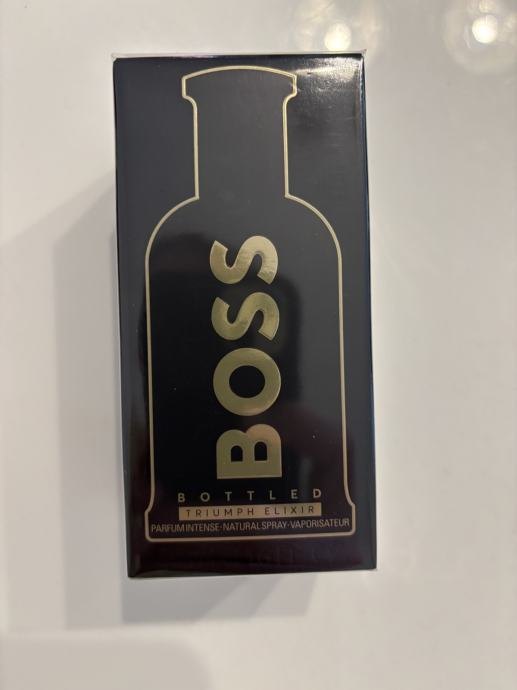 BOSS
BOTTLED
TRIUMPH ELIXIR
PARFUM INTENSE·NATURAL SPRAY·VAPORISATEUR